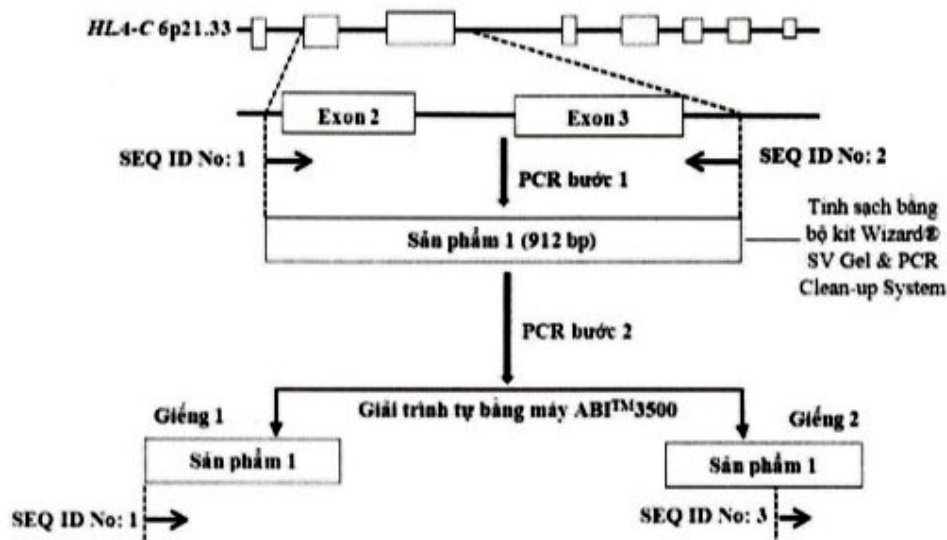 HLA-C 6p21.33
Exon 2
Exon 3
SEQ ID No: 1
SEQ ID No: 2
PCR bước 1
Sản phẩm 1 (912 bp)
Tinh sạch bằng
bộ kit Wizard®
SV Gel & PCR
Clean-up System
PCR bước 2
Giải trình tự bằng máy ABI™3500
Giếng 1
Giếng 2
Sản phẩm 1
Sản phẩm 1
SEQ ID No: 1
SEQ ID No: 3